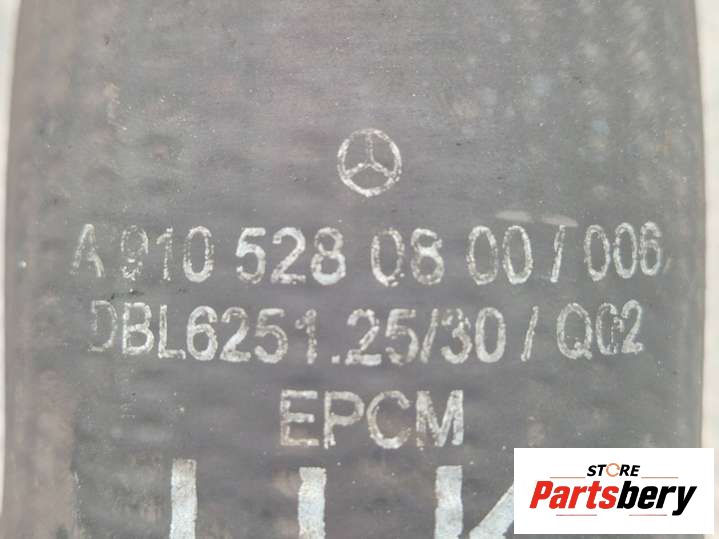 A 910 528 08 00 / 006
DBL6251.25/30 / Q02
EPCM
STORE
Partsbery